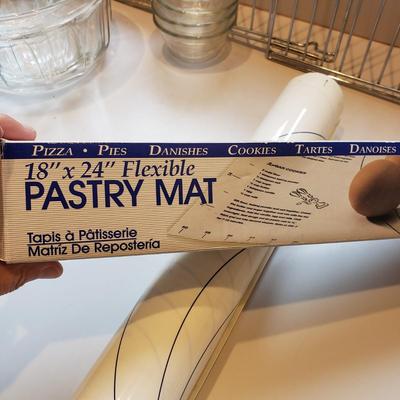 PIZZA • PIES DANISHES COOKIES TARTES DANOISES
18" x 24" Flexible
PASTRY MAT
Tapis à Pâtisserie
Matriz De Repostería